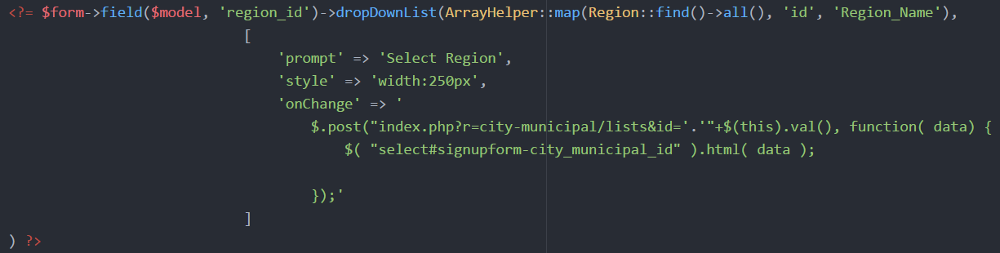 <?= $form->field($model, 'region_id')->dropDownList(ArrayHelper::map(Region::find()->all(), 'id', 'Region_Name'),
[
'prompt' => 'Select Region',
'style' => 'width:250px',
'onChange' => '
$.post("index.php?r=city-municipal/lists&id='.'"+$(this).val(), function( data) {
$( "select#signupform-city_municipal_id" ).html( data );
});'
]
) ?>